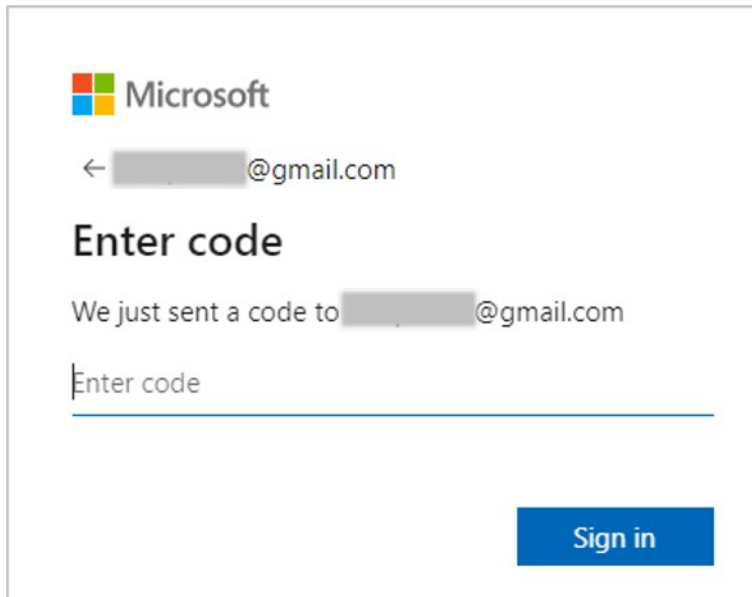 Microsoft
← @gmail.com
Enter code
We just sent a code to @gmail.com
Enter code
Sign in